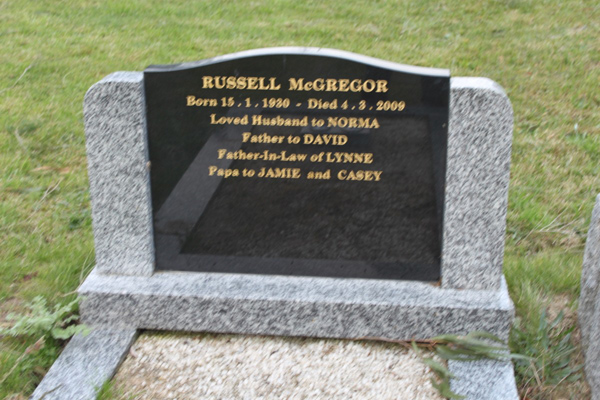 RUSSELL McGREGOR
Born 15.1.1930 - Died 4.3.2009
Loved Husband to NORMA
Father to DAVID
Father-In-Law of LYNNE
Papa to JAMIE and CASEY